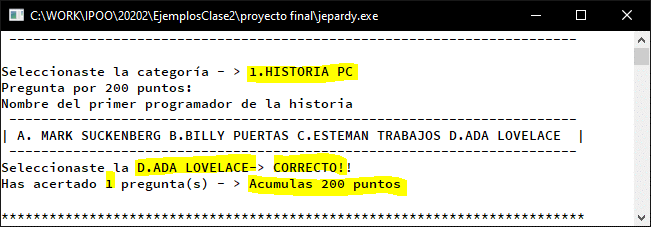 C:\WORK\IPOO\20202\EjemplosClase2\proyecto final\jepardy.exe
-----------------------------------------------------------------------
Seleccionaste la categoría - > 1.HISTORIA PC
Pregunta por 200 puntos:
Nombre del primer programador de la historia
-----------------------------------------------------------------------
| A. MARK SUCKENBERG B.BILLY PUERTAS C.ESTEMAN TRABAJOS D.ADA LOVELACE  |
-----------------------------------------------------------------------
Seleccionaste la D.ADA LOVELACE-> CORRECTO!!
Has acertado 1 pregunta(s) - > Acumulas 200 puntos
*************************************************************************